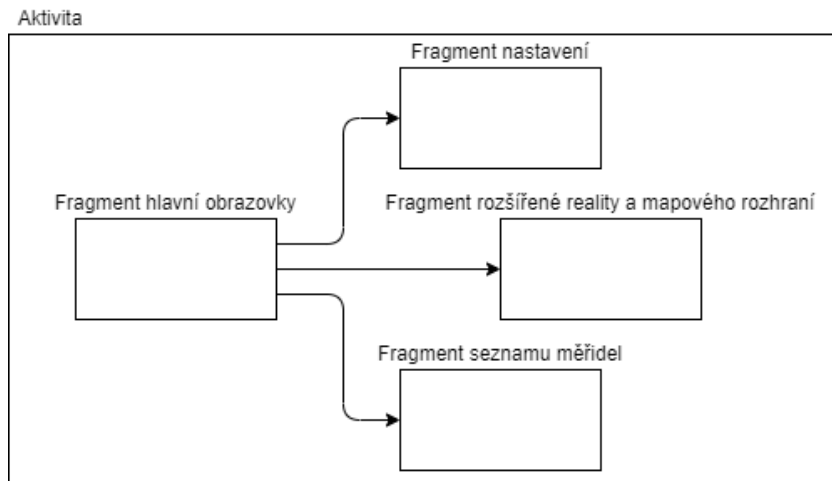 Aktivita
Fragment nastavení
Fragment hlavní obrazovky
Fragment rozšířené reality a mapového rozhraní
Fragment seznamu měřidel